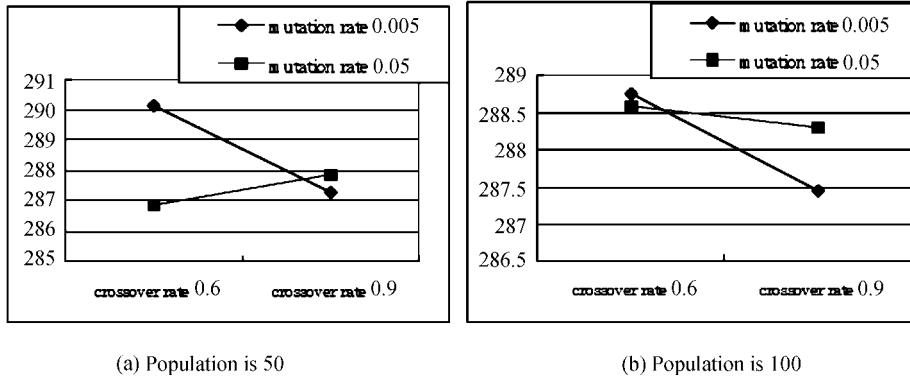 mutation rate 0.005
mutation rate 0.05
291
290
289
288
287
286
285
crossover rate 0.6
crossover rate 0.9
(a) Population is 50
mutation rate 0.005
mutation rate 0.05
289
288.5
288
287.5
287
286.5
crossover rate 0.6
crossover rate 0.9
(b) Population is 100